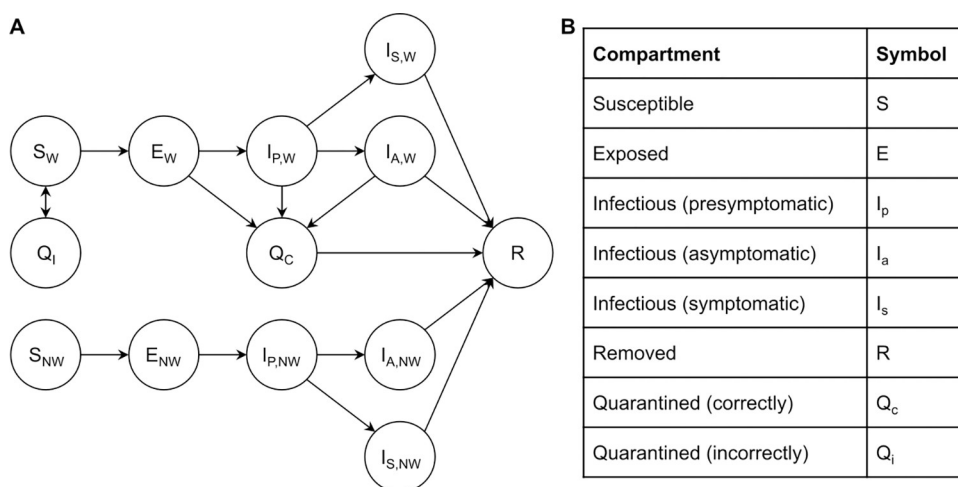 A
I_S,W
S_W E_W I_P,W I_A,W
Q_I Q_C R
S_NW E_NW I_P,NW I_A,NW
I_S,NW
B
Compartment Symbol
Susceptible S
Exposed E
Infectious (presymptomatic) I_p
Infectious (asymptomatic) I_a
Infectious (symptomatic) I_s
Removed R
Quarantined (correctly) Q_c
Quarantined (incorrectly) Q_i